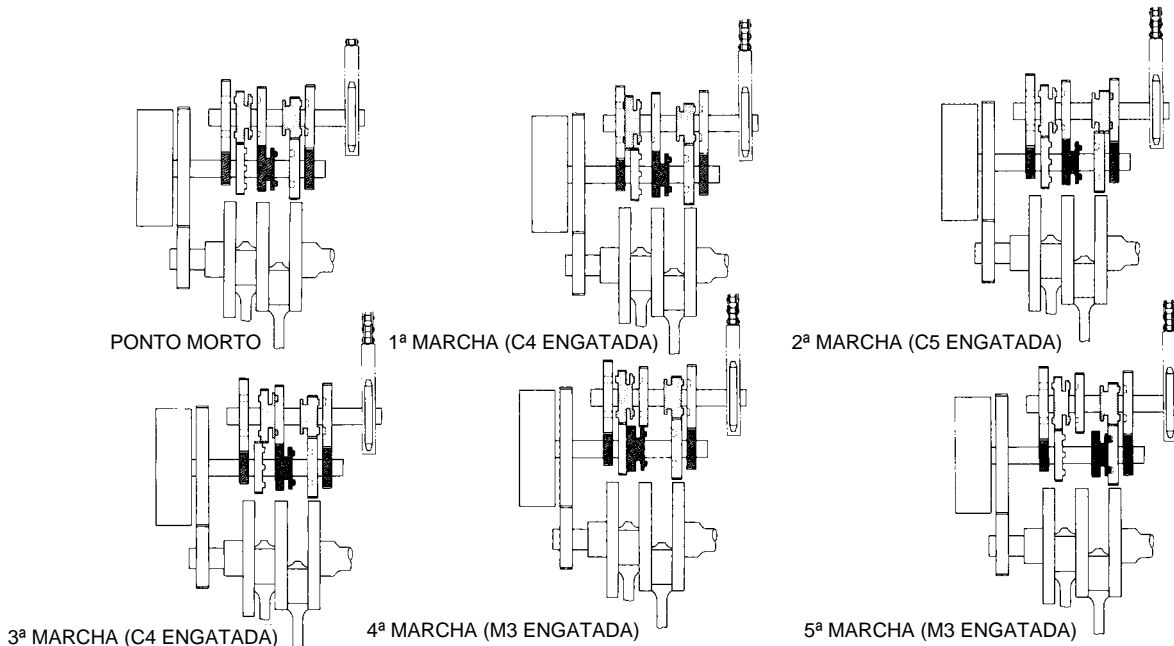 PONTO MORTO
1ª MARCHA (C4 ENGATADA)
2ª MARCHA (C5 ENGATADA)
3ª MARCHA (C4 ENGATADA)
4ª MARCHA (M3 ENGATADA)
5ª MARCHA (M3 ENGATADA)